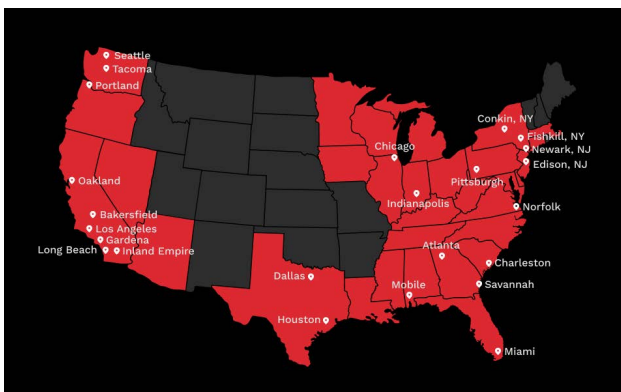 Seattle
Tacoma
Portland
Conkin, NY
Fishkill, NY
Chicago
Newark, NJ
Edison, NJ
Oakland
Pittsburgh
Indianapolis
Norfolk
Bakersfield
Los Angeles
Gardena
Long Beach
Inland Empire
Atlanta
Charleston
Dallas
Mobile
Savannah
Houston
Miami